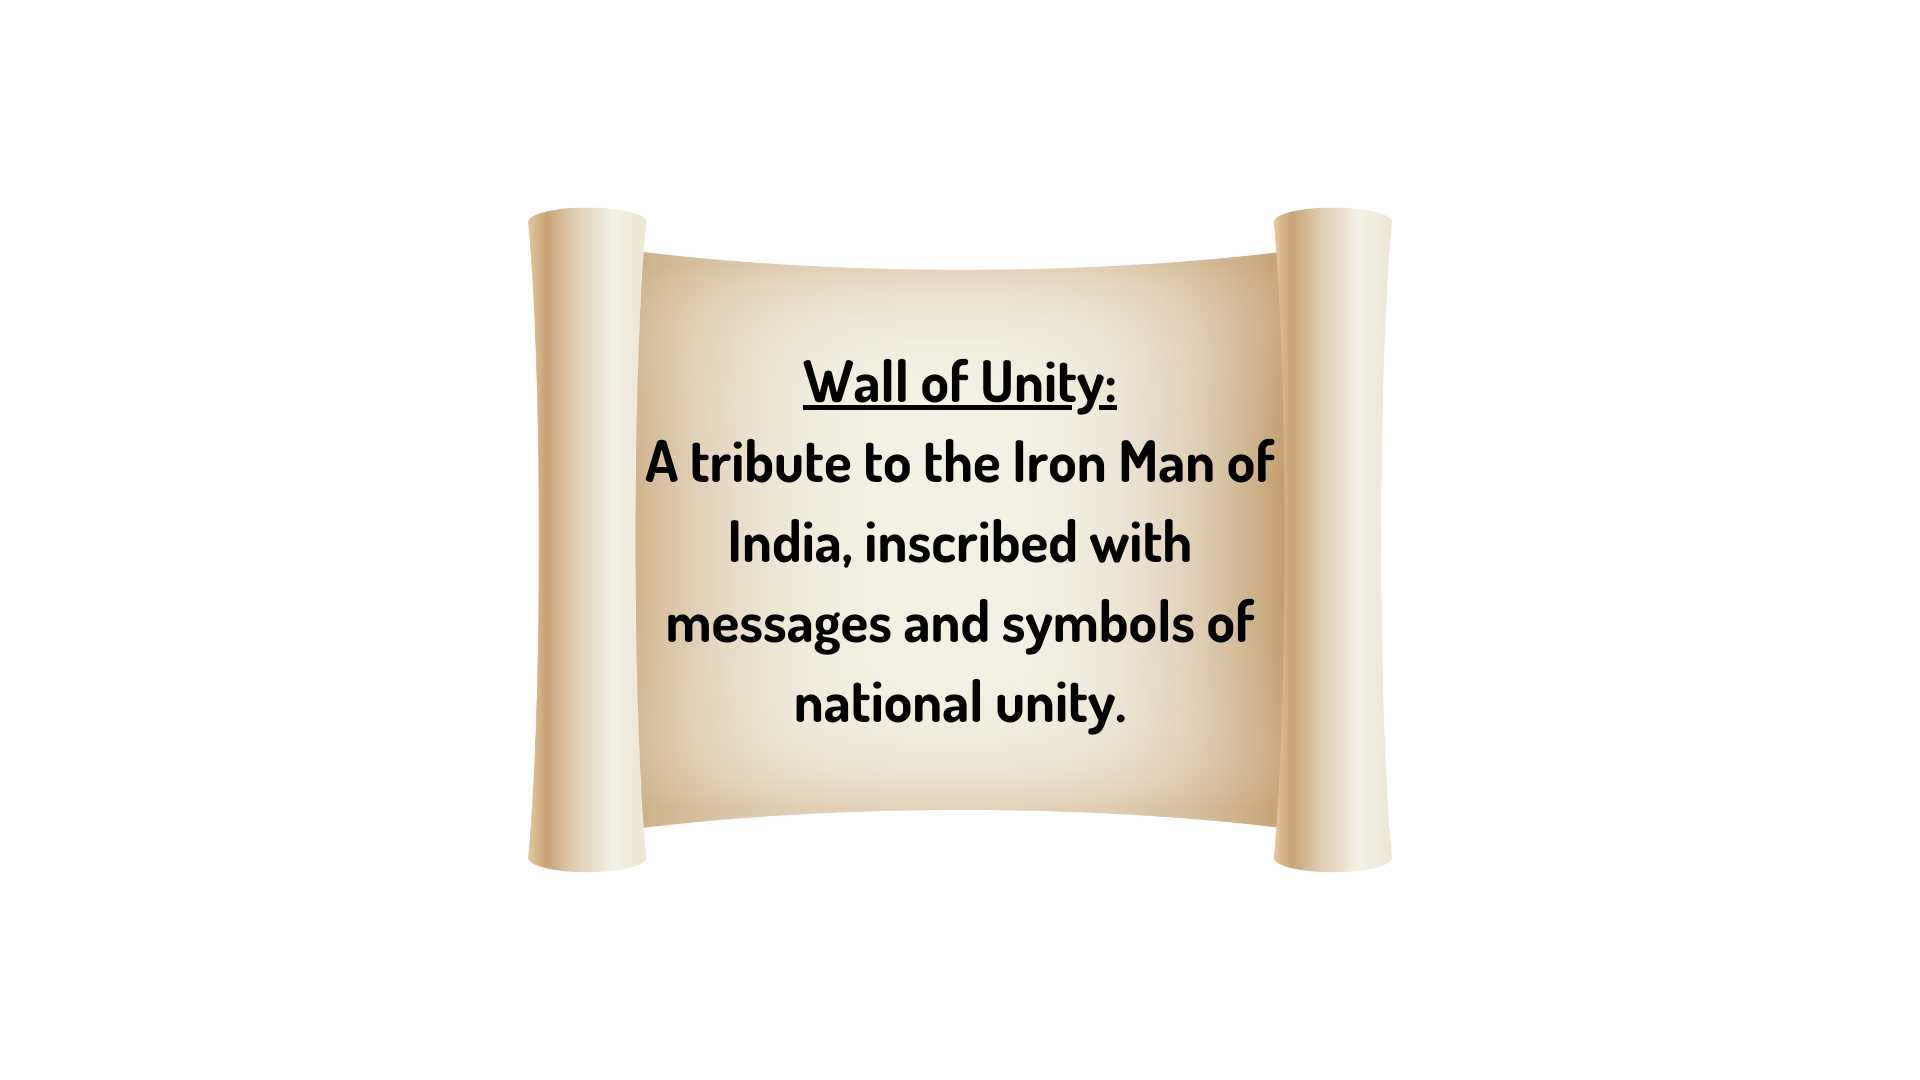 Wall of Unity:
A tribute to the Iron Man of
India, inscribed with
messages and symbols of
national unity.